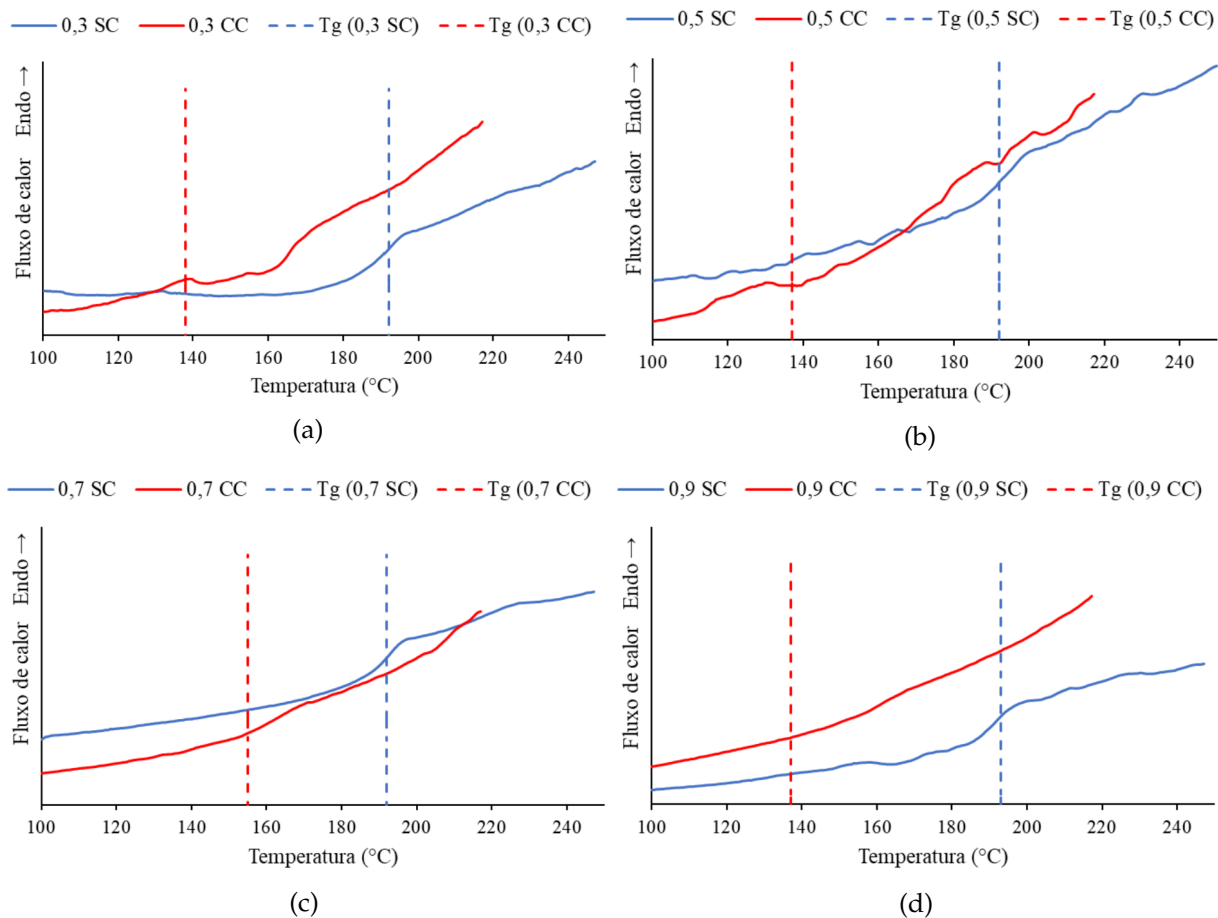 0,3 SC 0,3 CC Tg (0,3 SC) Tg (0,3 CC)
Fluxo de calor Endo →
100 120 140 160 180 200 220 240
Temperatura (°C)
(a)
0,5 SC 0,5 CC Tg (0,5 SC) Tg (0,5 CC)
Fluxo de calor Endo →
100 120 140 160 180 200 220 240
Temperatura (°C)
(b)
0,7 SC 0,7 CC Tg (0,7 SC) Tg (0,7 CC)
Fluxo de calor Endo →
100 120 140 160 180 200 220 240
Temperatura (°C)
(c)
0,9 SC 0,9 CC Tg (0,9 SC) Tg (0,9 CC)
Fluxo de calor Endo →
100 120 140 160 180 200 220 240
Temperatura (°C)
(d)